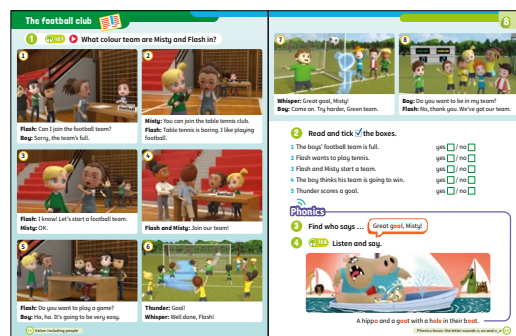 The football club
1 What colour team are Misty and Flash in?
1
Flash: Can I join the football team?
Boy: Sorry, the team's full.
2
Misty: You can join the table tennis club.
Flash: Table tennis is boring. I like playing
football.
3
Flash: I know! Let's start a football team.
Misty: OK.
4
Flash and Misty: Join our team!
5
Flash: Do you want to play a game?
Boy: Ha, ha. It's going to be very easy.
6
Thunder: Goal!
Whisper: Well done, Flash!
Value: including people
8
7
Whisper: Great goal, Misty!
Boy: Come on. Try harder, Green team.
8
Boy: Do you want to be in my team?
Flash: No, thank you. We've got our team.
2 Read and tick the boxes.
1 The boys' football team is full. yes / no
2 Flash wants to play tennis. yes / no
3 Flash and Misty start a team. yes / no
4 The boy thinks his team is going to win. yes / no
5 Thunder scores a goal. yes / no
Phonics
3 Find who says ... Great goal, Misty!
4 Listen and say.
A hippo and a goat with a hole in their boat.
Phonics focus: the letter sounds o, oa and o_e